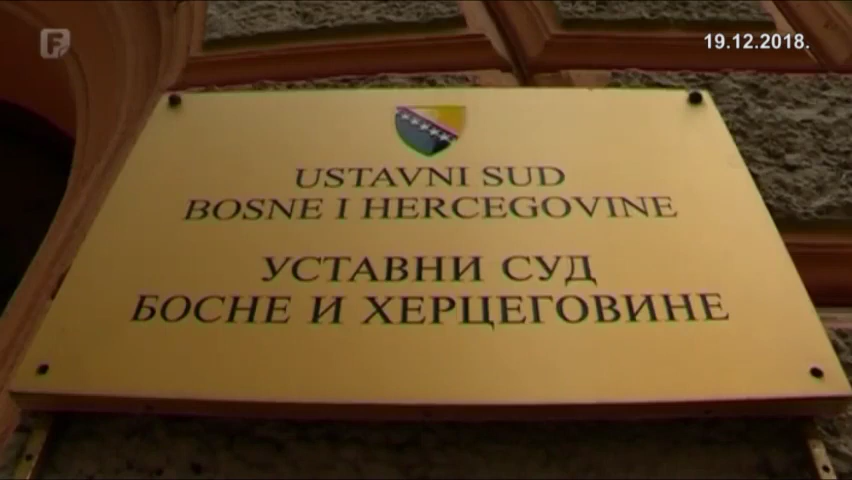 F
19.12.2018.
USTAVNI SUD
BOSNE I HERCEGOVINE
УСТАВНИ СУД
БОСНЕ И ХЕРЦЕГОВИНЕ